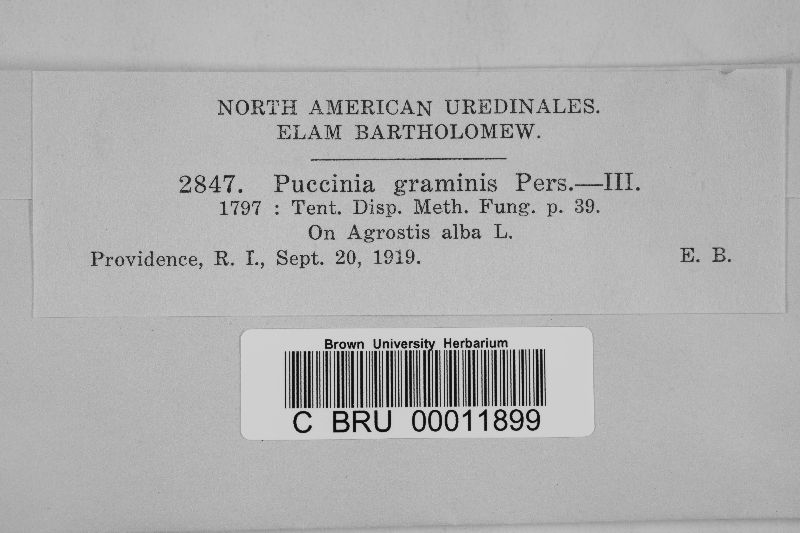 NORTH AMERICAN UREDINALES.
ELAM BARTHOLOMEW.
2847. Puccinia graminis Pers.—III.
1797 : Tent. Disp. Meth. Fung. p. 39.
On Agrostis alba L.
Providence, R. I., Sept. 20, 1919. E. B.
Brown University Herbarium
C BRU 00011899